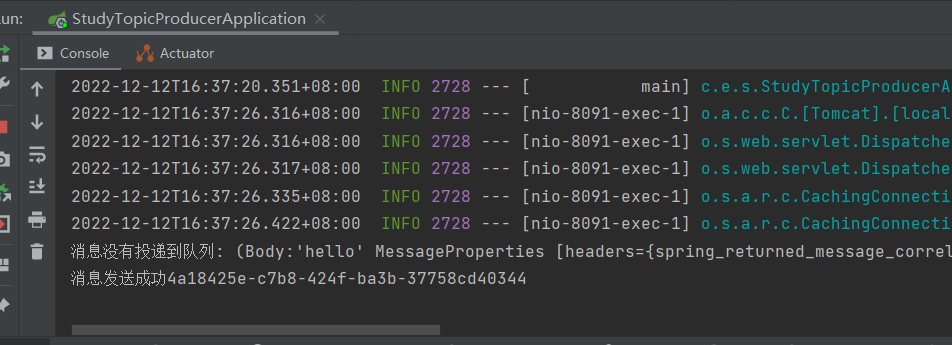 un:
StudyTopicProducerApplication
Console
Actuator
2022-12-12T16:37:20.351+08:00  INFO 2728 --- [           main] c.e.s.StudyTopicProducerA
2022-12-12T16:37:26.316+08:00  INFO 2728 --- [nio-8091-exec-1] o.a.c.c.C.[Tomcat].[local
2022-12-12T16:37:26.316+08:00  INFO 2728 --- [nio-8091-exec-1] o.s.web.servlet.Dispatche
2022-12-12T16:37:26.317+08:00  INFO 2728 --- [nio-8091-exec-1] o.s.web.servlet.Dispatche
2022-12-12T16:37:26.335+08:00  INFO 2728 --- [nio-8091-exec-1] o.s.a.r.c.CachingConnecti
2022-12-12T16:37:26.422+08:00  INFO 2728 --- [nio-8091-exec-1] o.s.a.r.c.CachingConnecti
消息没有投递到队列: (Body:'hello' MessageProperties [headers={spring_returned_message_correl
消息发送成功4a18425e-c7b8-424f-ba3b-37758cd40344